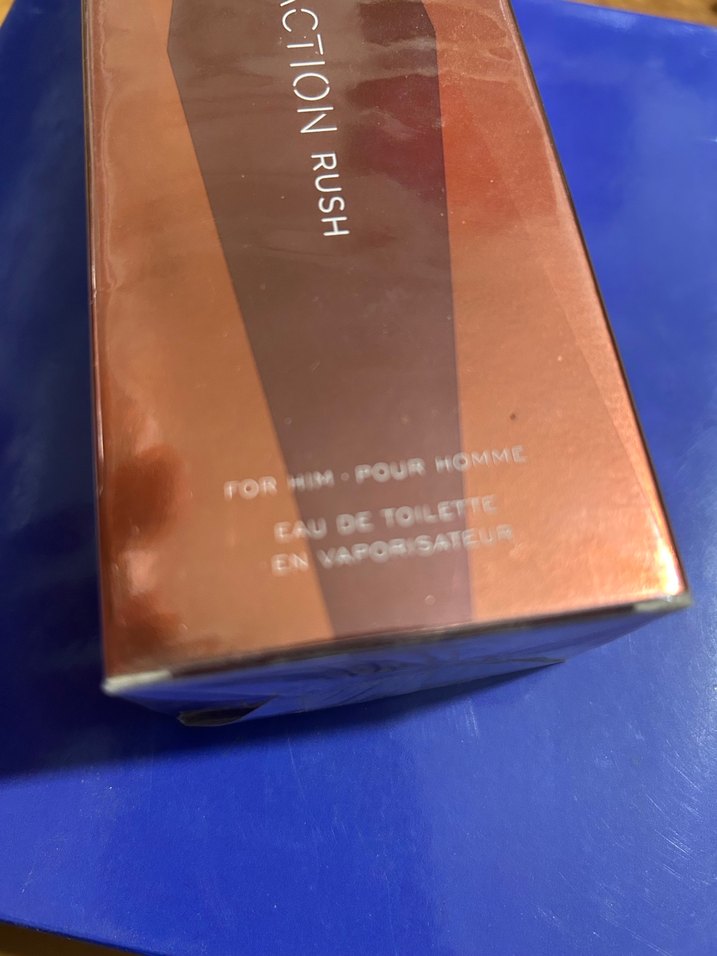 ACTION RUSH
FOR HIM · POUR HOMME
EAU DE TOILETTE
EN VAPORISATEUR